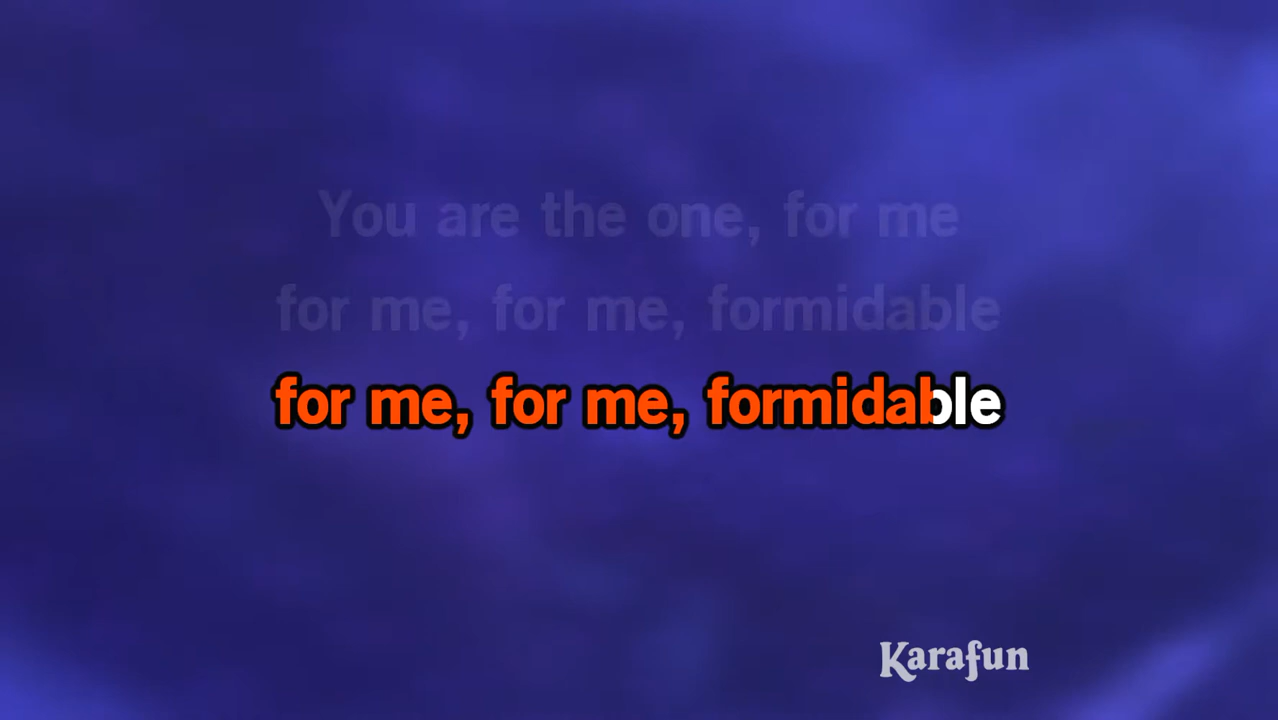 You are the one, for me
for me, for me, formidable
for me, for me, formidable
Karafun